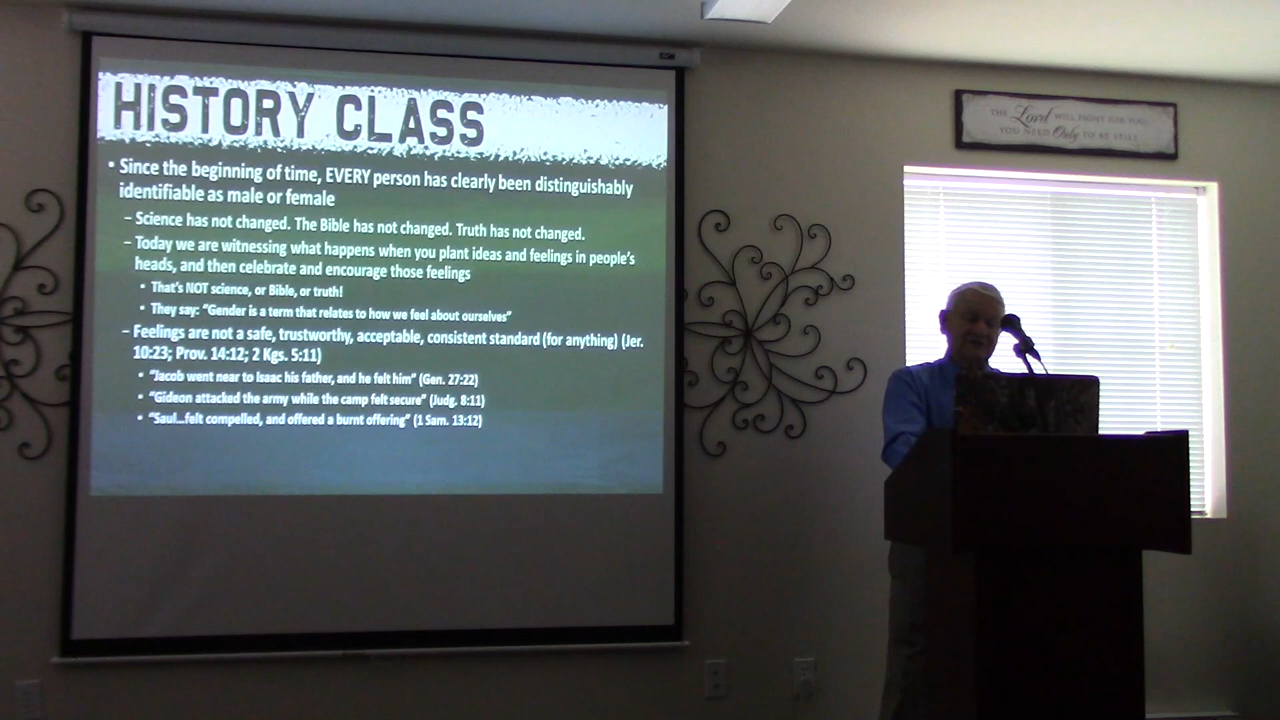 HISTORY CLASS
• Since the beginning of time, EVERY person has clearly been distinguishably
identifiable as male or female
– Science has not changed. The Bible has not changed. Truth has not changed.
– Today we are witnessing what happens when you plant ideas and feelings in people's
heads, and then celebrate and encourage those feelings
• That's NOT science, or Bible, or truth!
• They say: "Gender is a term that relates to how we feel about ourselves"
– Feelings are not a safe, trustworthy, acceptable, consistent standard (for anything) (Jer.
10:23; Prov. 14:12; 2 Kgs. 5:11)
• "Jacob went near to Isaac his father, and he felt him" (Gen. 27:22)
• "Gideon attacked the army while the camp felt secure" (Judg. 8:11)
• "Saul…felt compelled, and offered a burnt offering" (1 Sam. 13:12)
THE Lord WILL FIGHT FOR YOU,
YOU NEED Only TO BE STILL